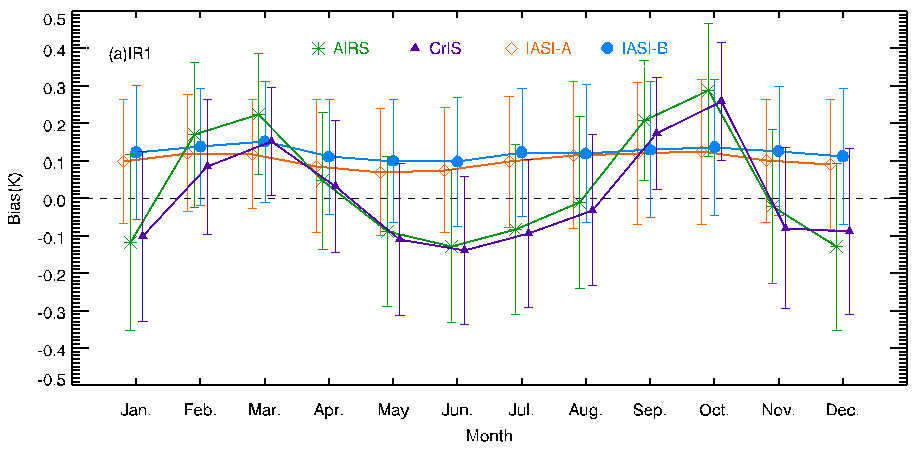 0.5
0.4
0.3
0.2
0.1
0.0
-0.1
-0.2
-0.3
-0.4
-0.5
Bias(K)
(a)IR1
AIRS CrIS IASI-A IASI-B
Jan. Feb. Mar. Apr. May Jun. Jul. Aug. Sep. Oct. Nov. Dec.
Month